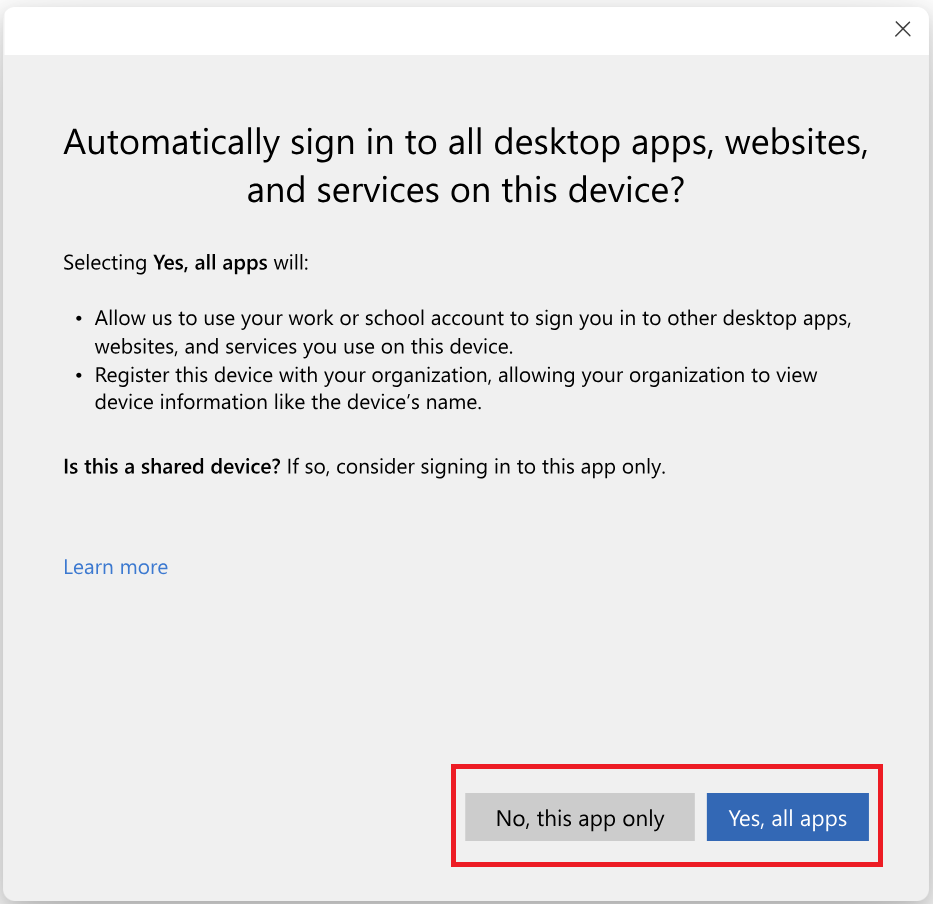 Automatically sign in to all desktop apps, websites,
and services on this device?
Selecting Yes, all apps will:
• Allow us to use your work or school account to sign you in to other desktop apps,
websites, and services you use on this device.
• Register this device with your organization, allowing your organization to view
device information like the device’s name.
Is this a shared device? If so, consider signing in to this app only.
Learn more
No, this app only
Yes, all apps